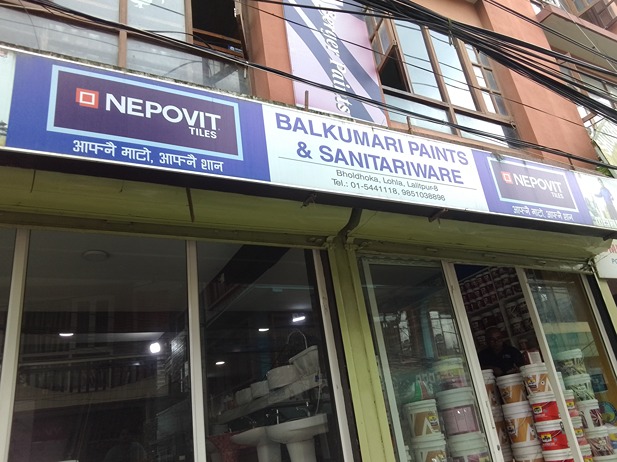 NEPOVIT
TILES
आफ्नै माटो, आफ्नै शान
BALKUMARI PAINTS
& SANITARIWARE
Bholdhoka, Lohla, Lalitpur-8
Tel.: 01-5441118, 9851038896
NEPOVIT
TILES
आफ्नै माटो, आफ्नै शान
Paints